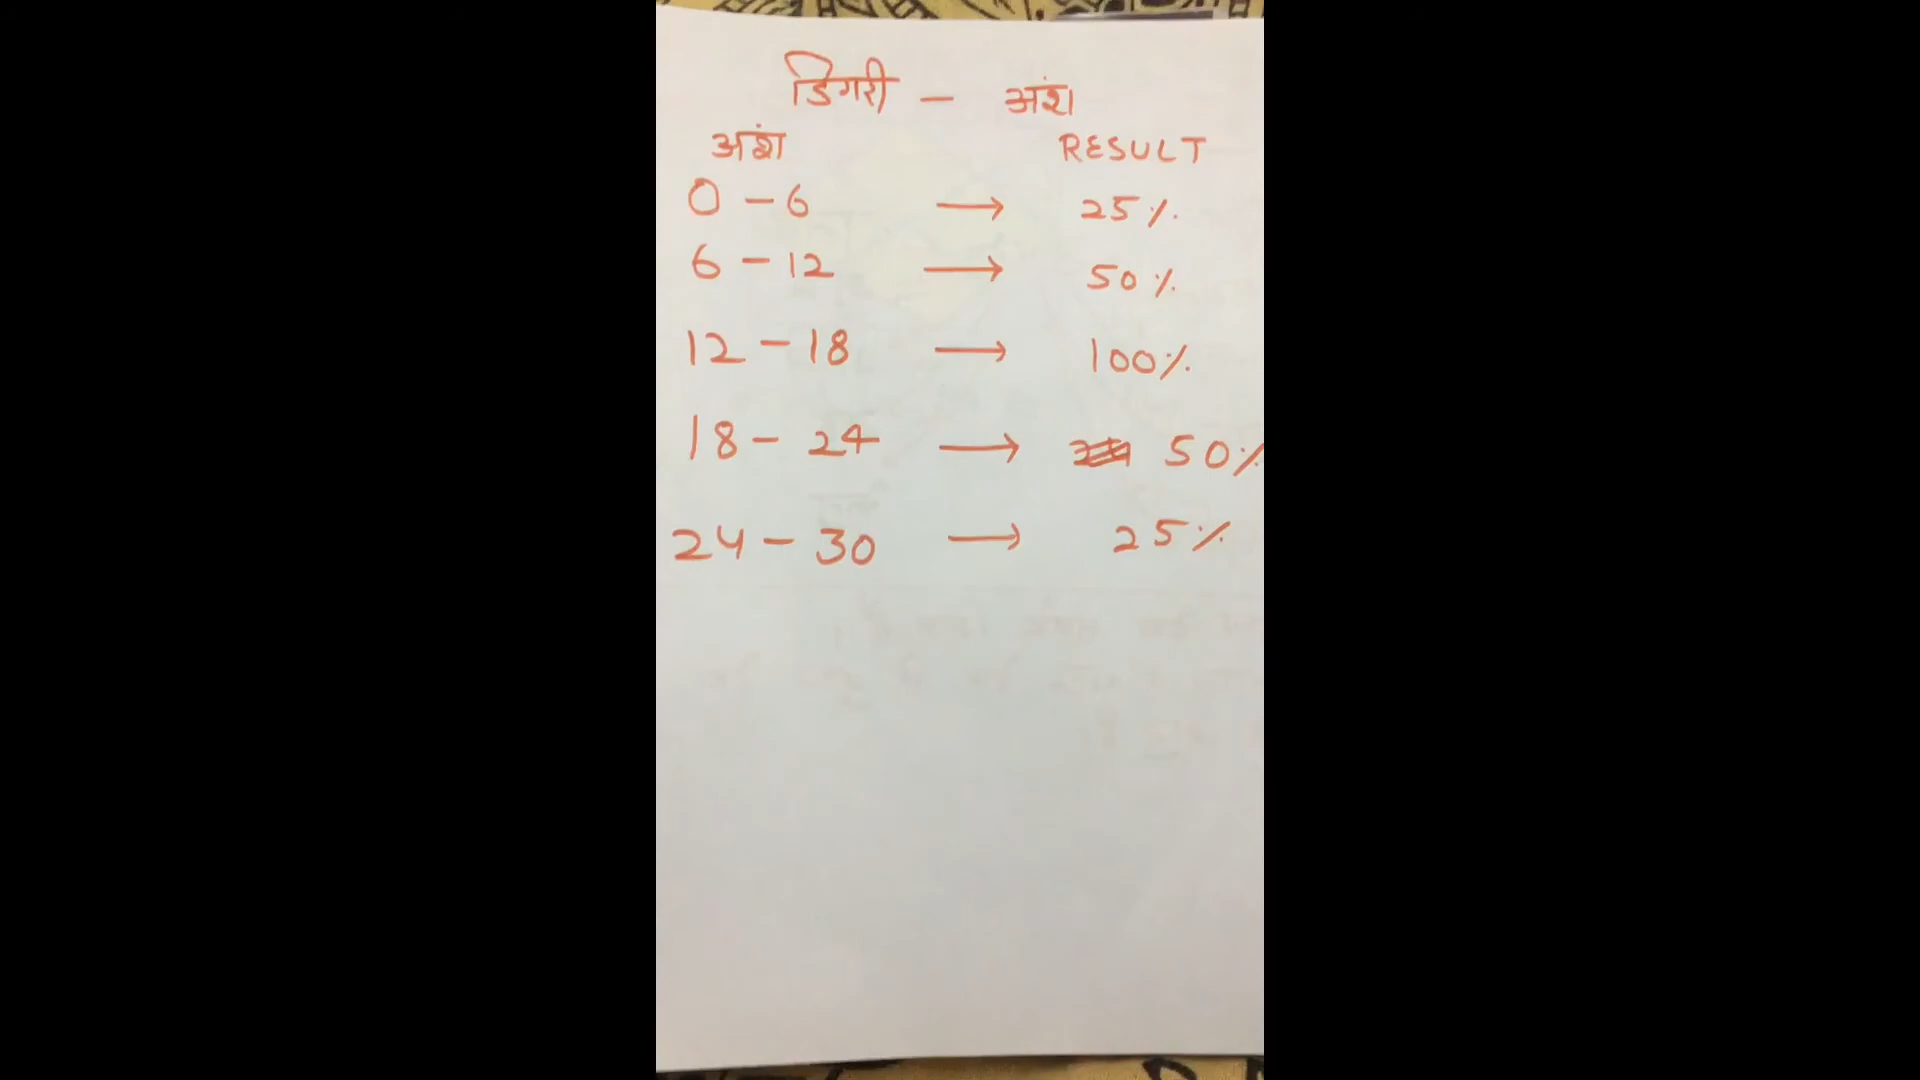 डिगरी - अंश
अंश RESULT
0 - 6 → 25%
6 - 12 → 50%
12 - 18 → 100%
18 - 24 → 50%
24 - 30 → 25%